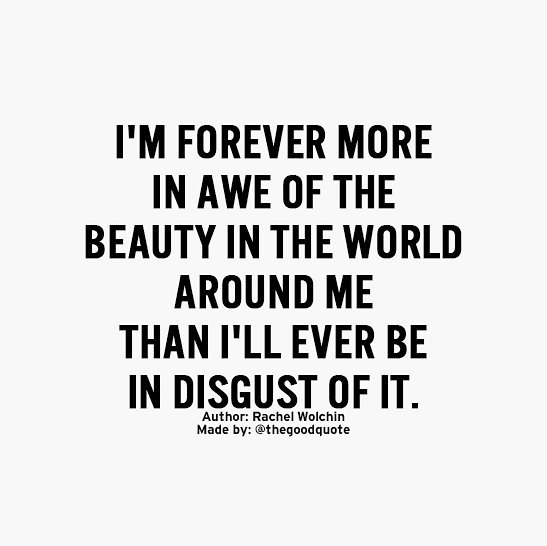 I'M FOREVER MORE
IN AWE OF THE
BEAUTY IN THE WORLD
AROUND ME
THAN I'LL EVER BE
IN DISGUST OF IT.
Author: Rachel Wolchin
Made by: @thegoodquote